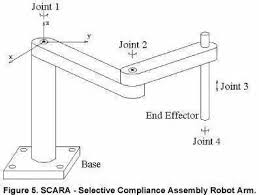 Joint 1
z
y
x
Joint 2
Joint 3
End Effector
Joint 4
Base
Figure 5. SCARA - Selective Compliance Assembly Robot Arm.